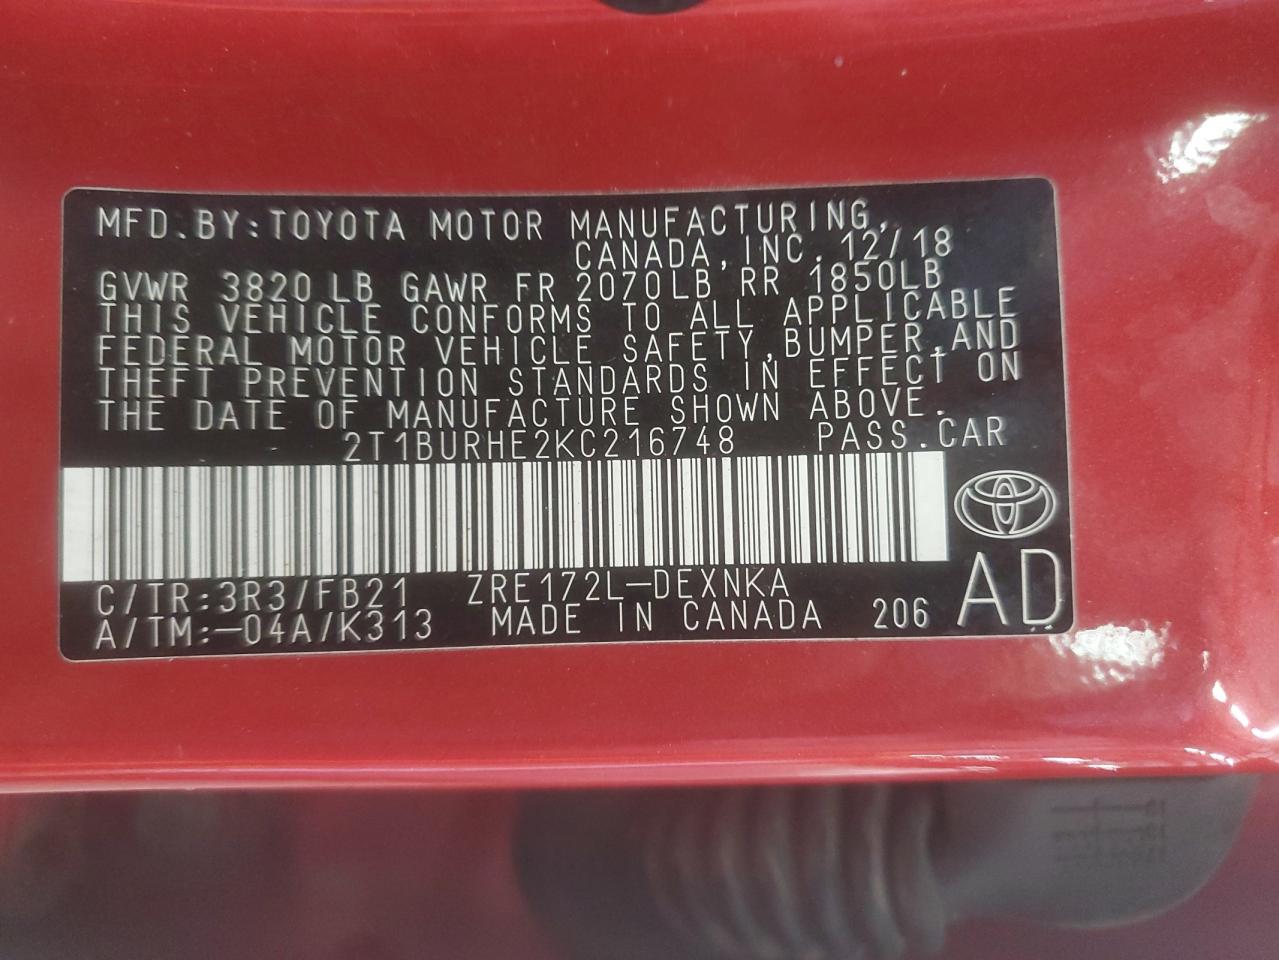 MFD.BY:TOYOTA MOTOR MANUFACTURING,
CANADA,INC. 12/18
GVWR 3820 LB GAWR FR 2070LB RR 1850LB
THIS VEHICLE CONFORMS TO ALL APPLICABLE
FEDERAL MOTOR VEHICLE SAFETY,BUMPER,AND
THEFT PREVENTION STANDARDS IN EFFECT ON
THE DATE OF MANUFACTURE SHOWN ABOVE.
2T1BURHE2KC216748 PASS.CAR
C/TR:3R3/FB21 ZRE172L-DEXNKA
A/TM:-04A/K313 MADE IN CANADA 206 AD